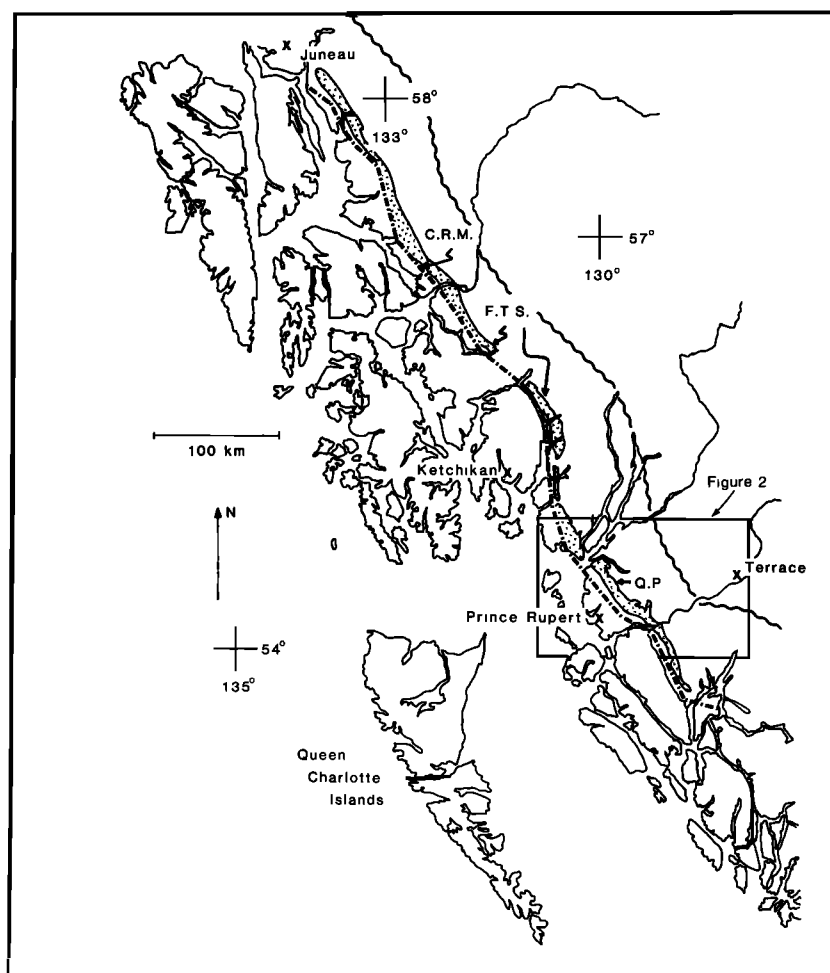 x
Juneau
58°
133°
C.R.M.
57°
130°
F.T S.
100 km
Ketchikan x
Figure 2
N
x Terrace
Q.P
Prince Rupert x
54°
135°
Queen
Charlotte
Islands